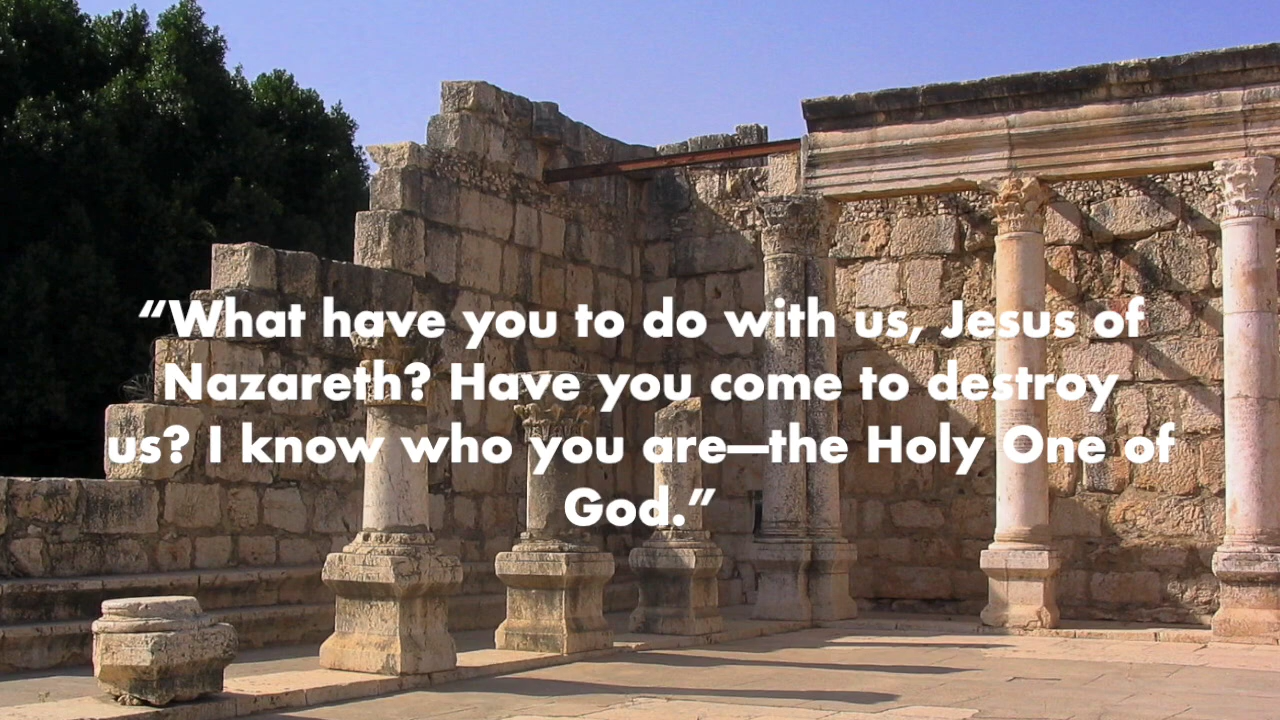 “What have you to do with us, Jesus of
Nazareth? Have you come to destroy
us? I know who you are—the Holy One of
God.”